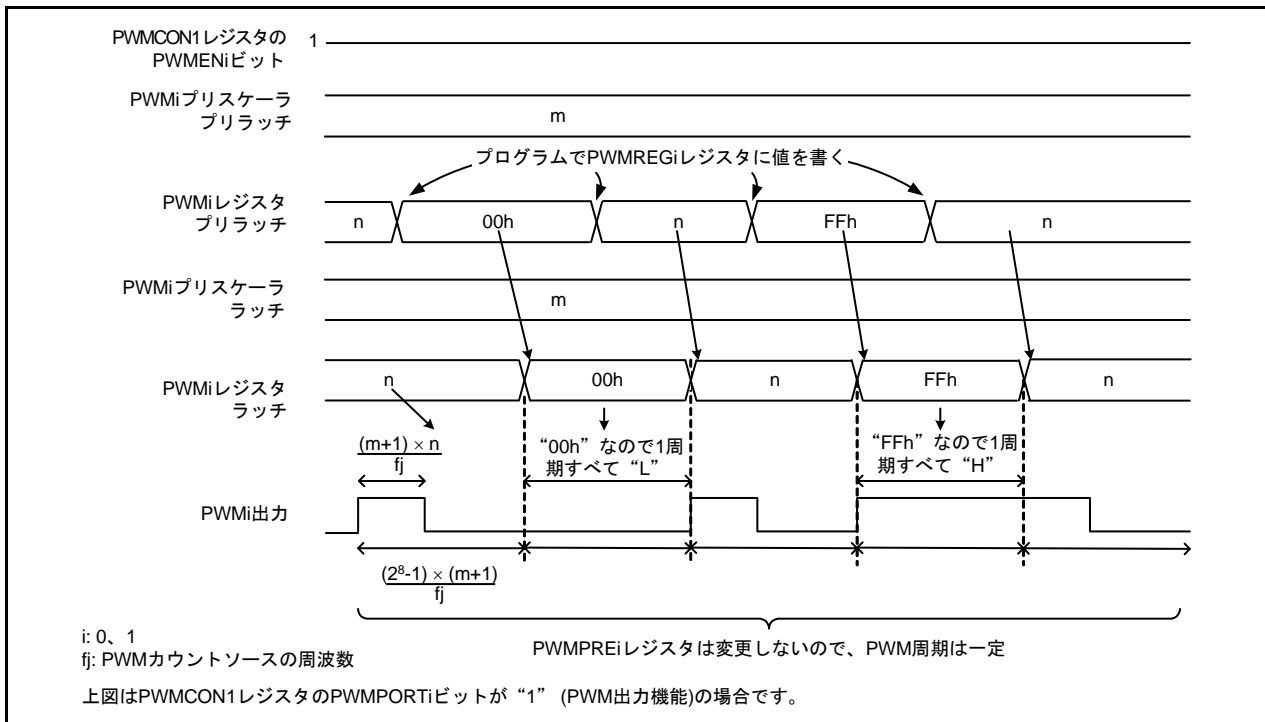 PWMCON1レジスタの
PWMENiビット
1
PWMiプリスケーラ
プリラッチ
m
プログラムでPWMREGiレジスタに値を書く
PWMiレジスタ
プリラッチ
n
00h
n
FFh
n
PWMiプリスケーラ
ラッチ
m
PWMiレジスタ
ラッチ
n
00h
n
FFh
n
(m+1) × n
fj
“00h”なので1周
期すべて“L”
“FFh”なので1周
期すべて“H”
PWMi出力
(2⁸-1) × (m+1)
fj
PWMPREiレジスタは変更しないので、PWM周期は一定
i: 0、1
fj: PWMカウントソースの周波数
上図はPWMCON1レジスタのPWMPORTiビットが“1” (PWM出力機能)の場合です。